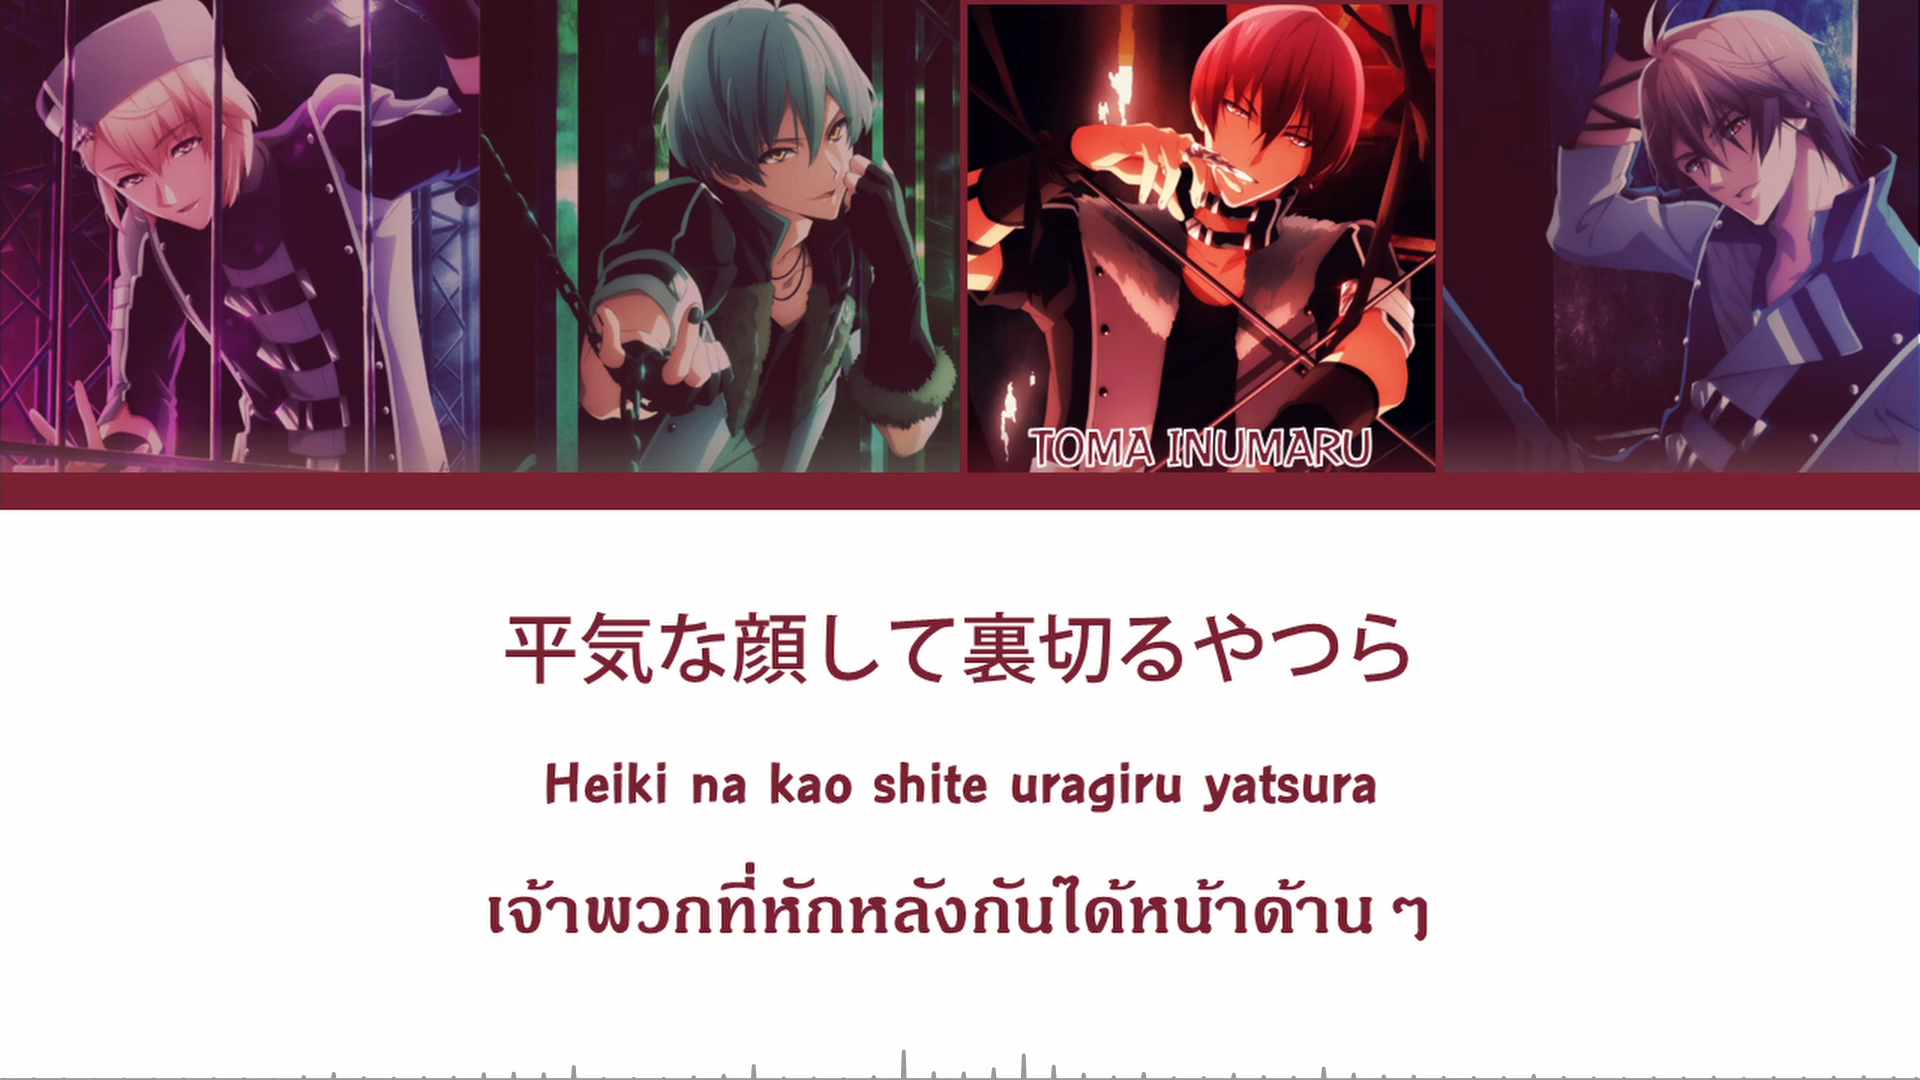 TOMA INUMARU
平気な顔して裏切るやつら
Heiki na kao shite uragiru yatsura
เจ้าพวกที่หักหลังกันได้หน้าด้าน ๆ